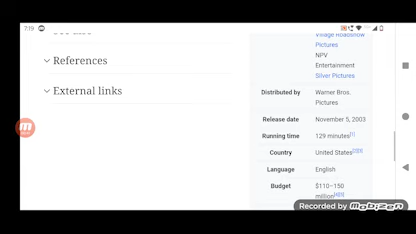 7:19
Village Roadshow
Pictures
NPV
Entertainment
Silver Pictures
References
External links
Distributed by Warner Bros.
Pictures
Release date November 5, 2003
Running time 129 minutes[1]
Country United States[2][3]
Language English
Budget $110–150
million[4][5]
Recorded by mobizen